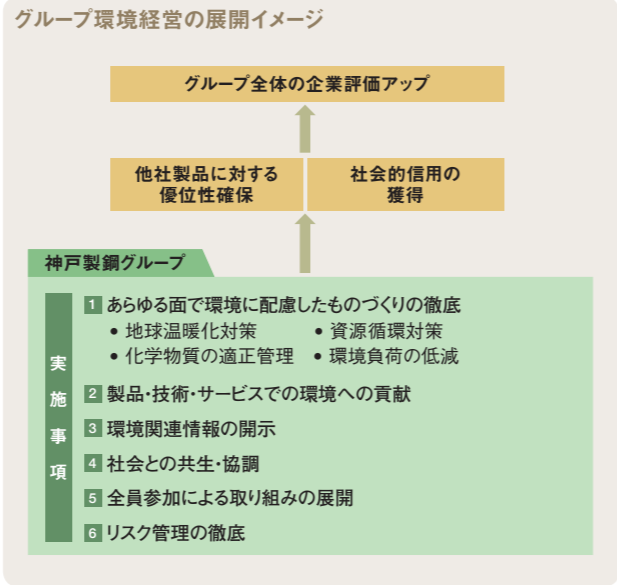 グループ環境経営の展開イメージ
グループ全体の企業評価アップ
他社製品に対する
優位性確保
社会的信用の
獲得
神戸製鋼グループ
実施事項
1 あらゆる面で環境に配慮したものづくりの徹底
• 地球温暖化対策 • 資源循環対策
• 化学物質の適正管理 • 環境負荷の低減
2 製品・技術・サービスでの環境への貢献
3 環境関連情報の開示
4 社会との共生・協調
5 全員参加による取り組みの展開
6 リスク管理の徹底